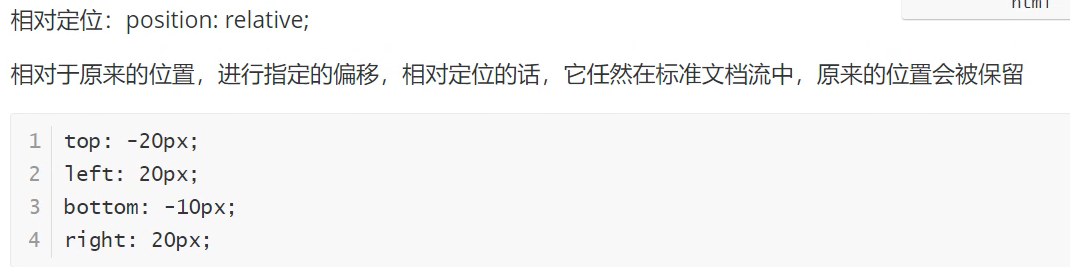 html
相对定位：position: relative;
相对于原来的位置，进行指定的偏移，相对定位的话，它任然在标准文档流中，原来的位置会被保留
1 top: -20px;
2 left: 20px;
3 bottom: -10px;
4 right: 20px;